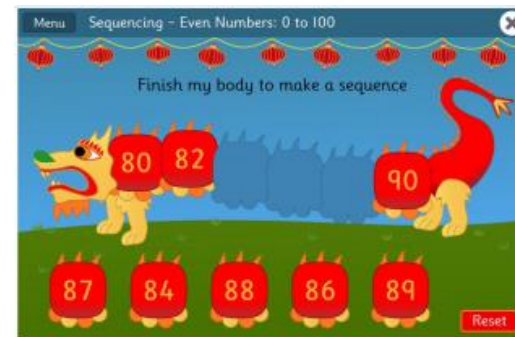 Menu Sequencing – Even Numbers: 0 to 100
Finish my body to make a sequence
80 82 90
87 84 88 86 89
Reset